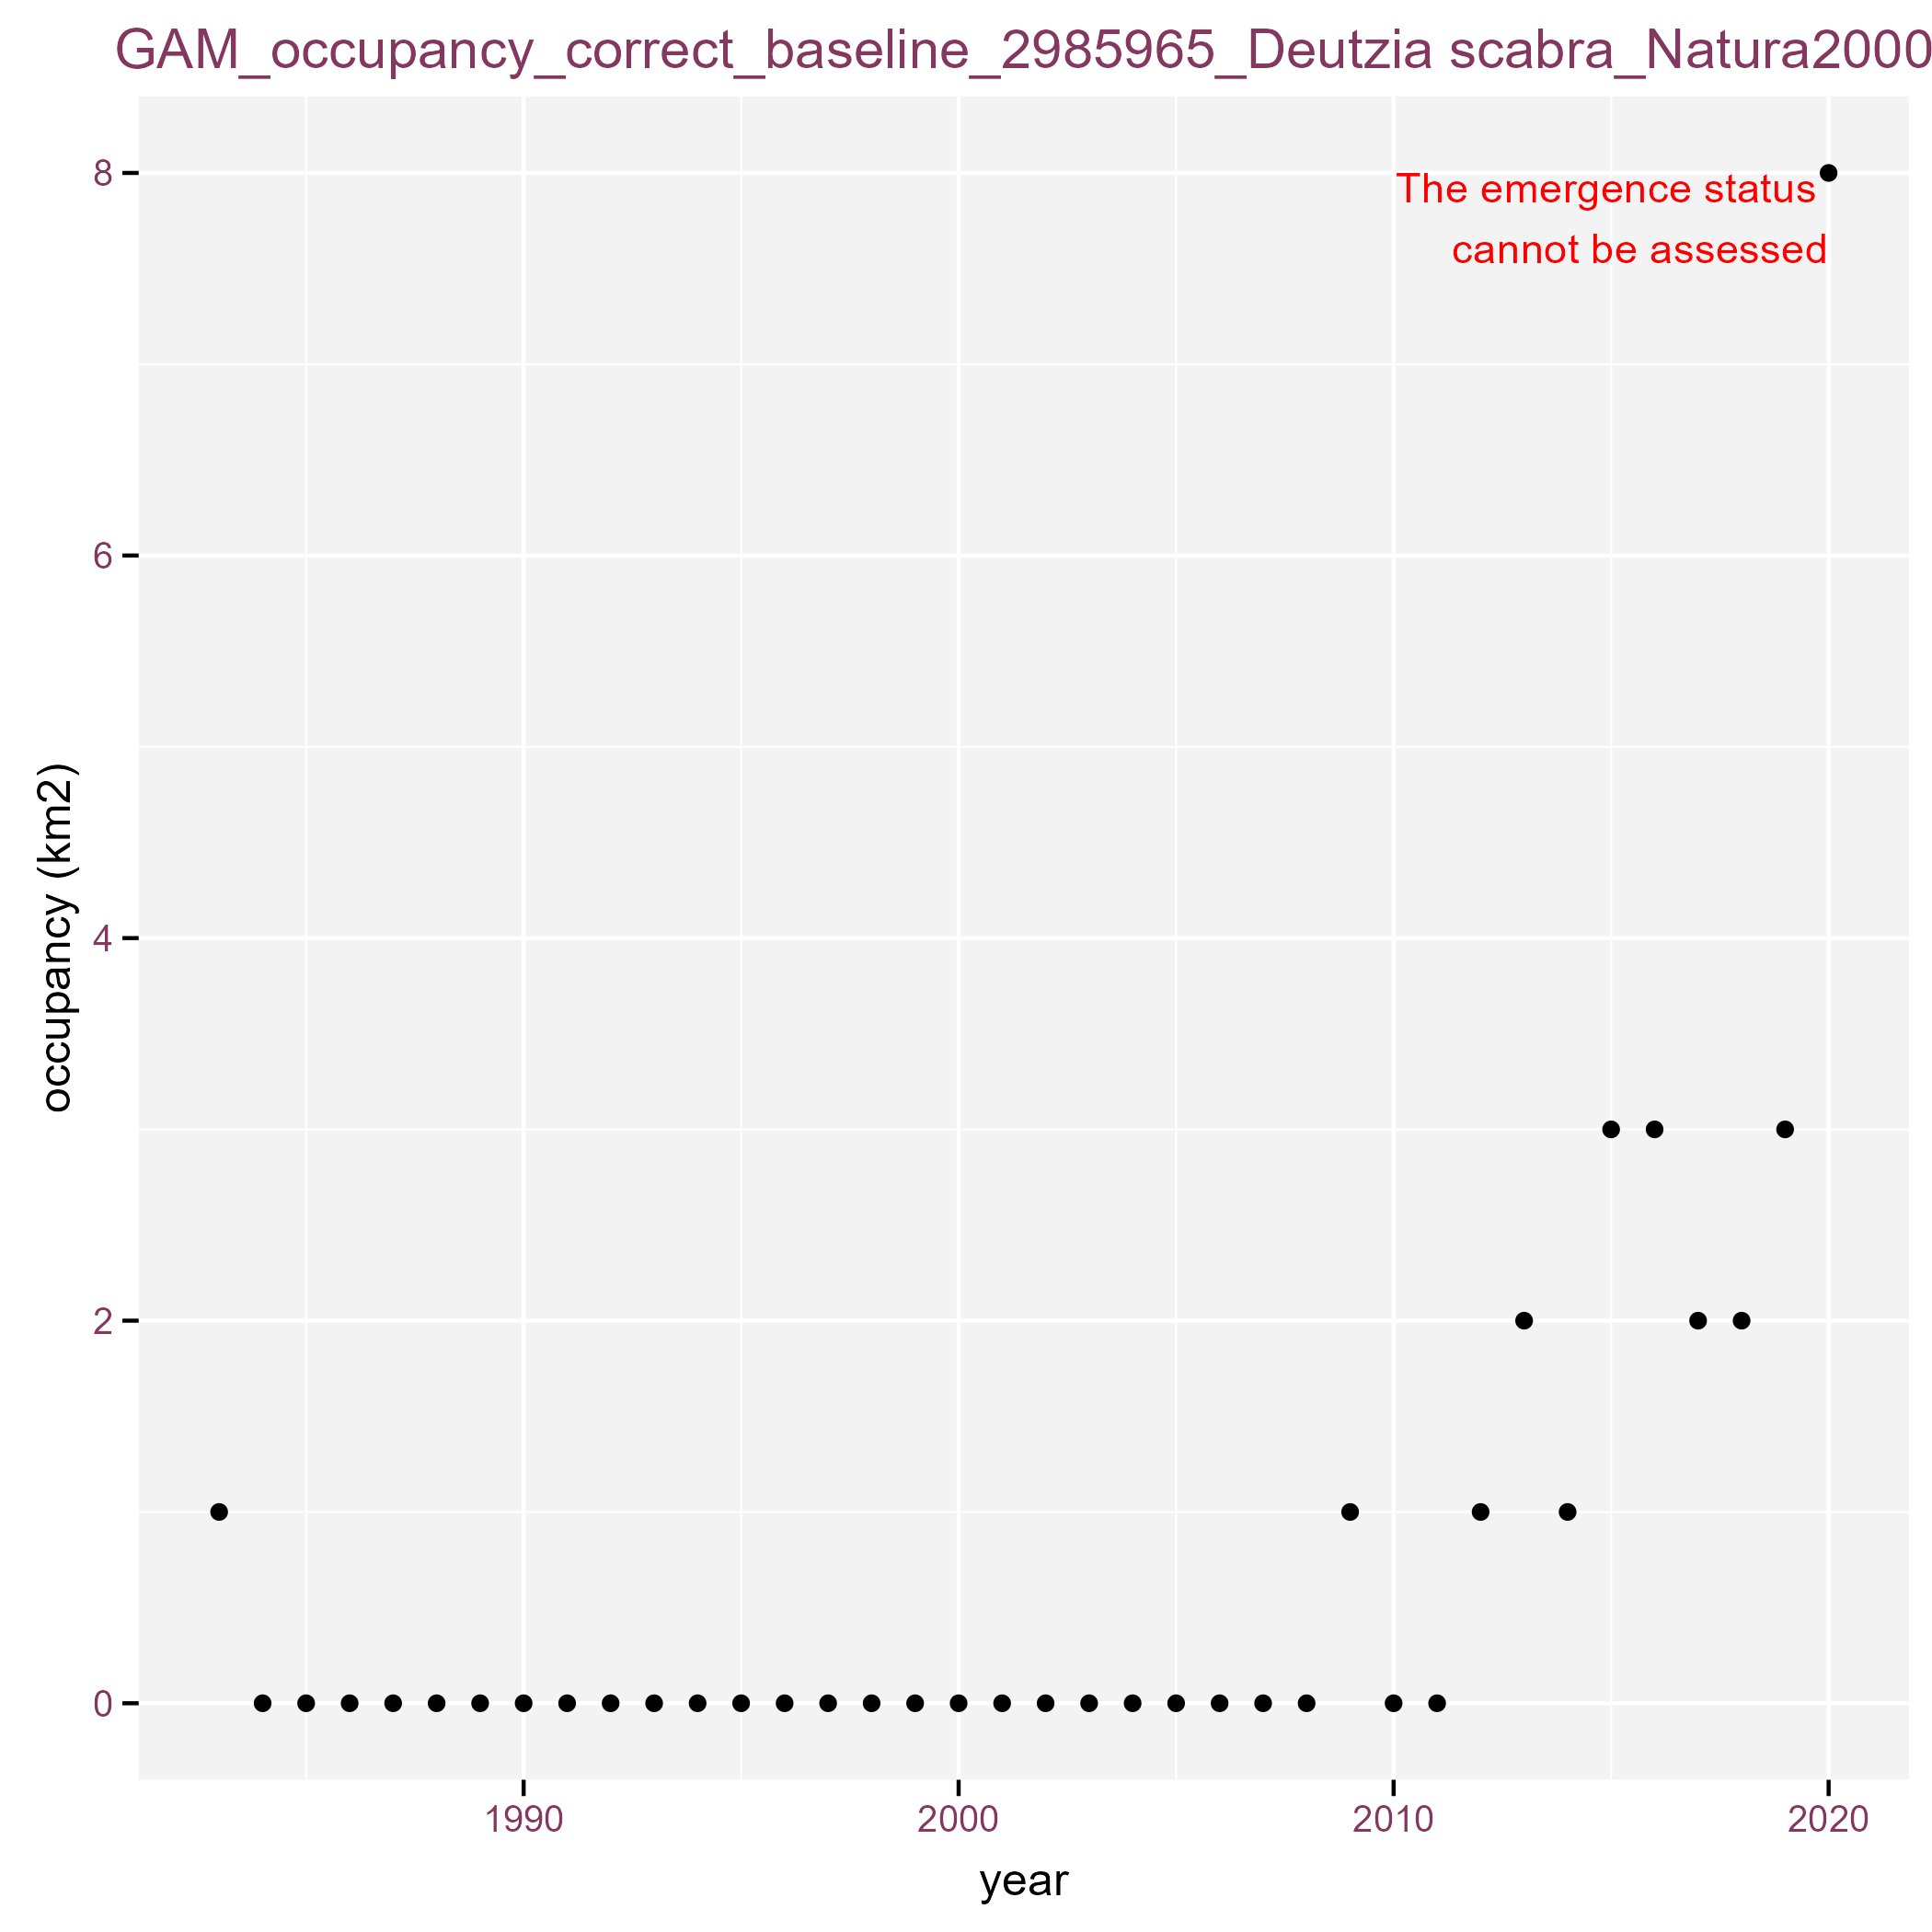 GAM_occupancy_correct_baseline_2985965_Deutzia scabra_Natura2000
8
The emergence status
cannot be assessed
6
occupancy (km2)
4
2
0
1990 2000 2010 2020
year